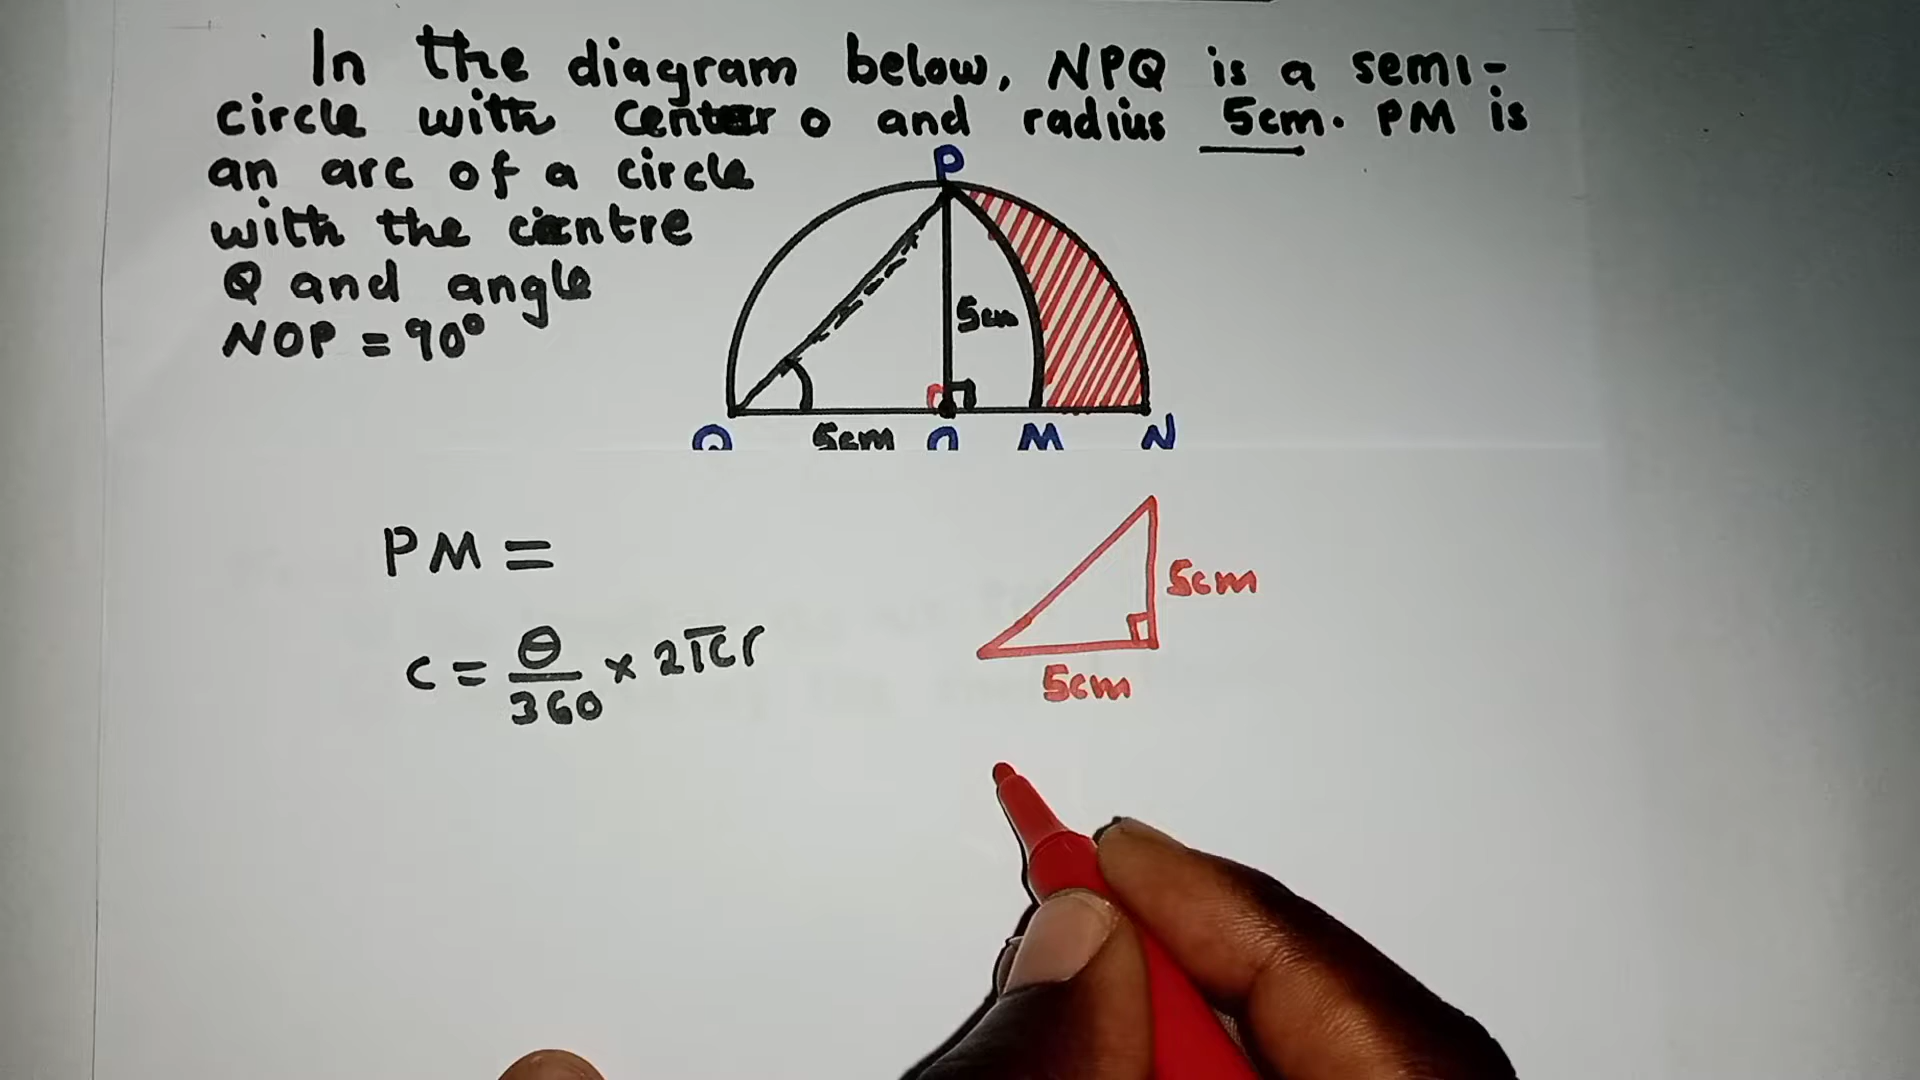 In the diagram below, NPQ is a semi-
circle with center o and radius 5cm. PM is
an arc of a circle
with the centre
Q and angle
NOP = 90°
P
5cm
Q 5cm O M N
PM =
5cm
c = θ/360 × 2πr
5cm